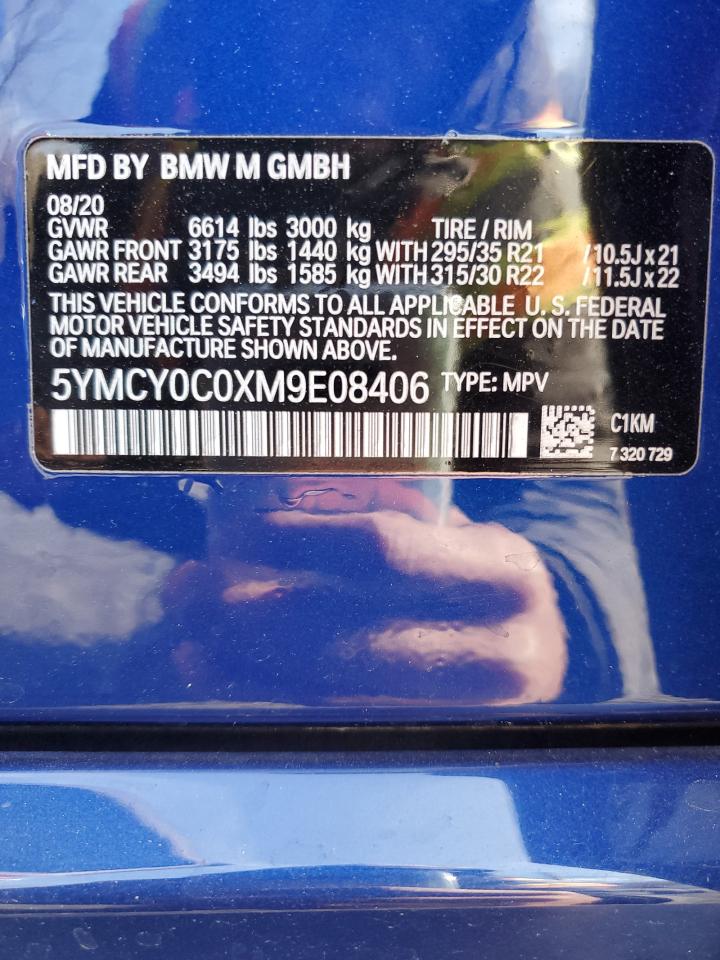 MFD BY BMW M GMBH
08/20
GVWR 6614 lbs 3000 kg TIRE / RIM
GAWR FRONT 3175 lbs 1440 kg WITH 295/35 R21 /10.5J x 21
GAWR REAR 3494 lbs 1585 kg WITH 315/30 R22 /11.5J x 22
THIS VEHICLE CONFORMS TO ALL APPLICABLE U. S. FEDERAL
MOTOR VEHICLE SAFETY STANDARDS IN EFFECT ON THE DATE
OF MANUFACTURE SHOWN ABOVE.
5YMCY0C0XM9E08406 TYPE: MPV
C1KM
7 320 729